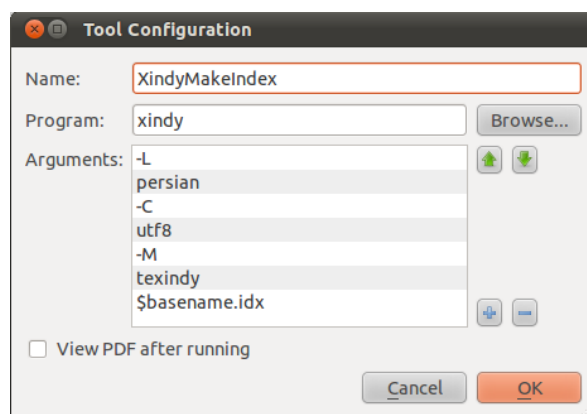 Tool Configuration
Name: XindyMakeIndex
Program: xindy Browse...
Arguments: -L
persian
-C
utf8
-M
texindy
$basename.idx
View PDF after running
Cancel OK